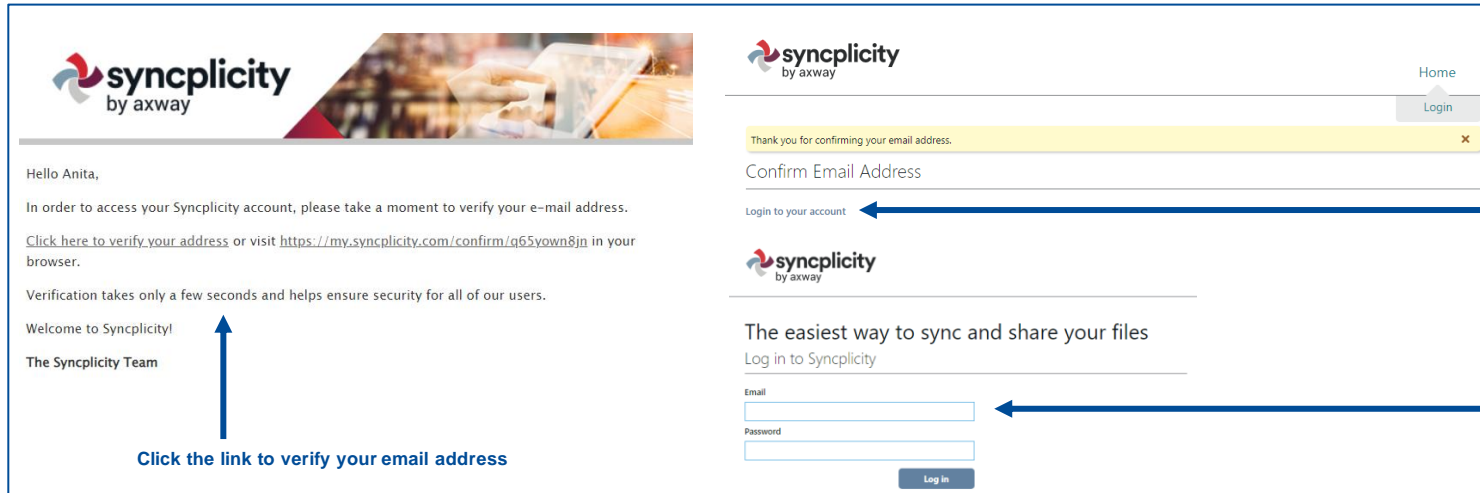 syncplicity
by axway
Hello Anita,
In order to access your Syncplicity account, please take a moment to verify your e-mail address.
Click here to verify your address or visit https://my.syncplicity.com/confirm/q65yown8jn in your
browser.
Verification takes only a few seconds and helps ensure security for all of our users.
Welcome to Syncplicity!
The Syncplicity Team
Click the link to verify your email address
syncplicity
by axway
Home
Login
Thank you for confirming your email address.
Confirm Email Address
Login to your account
syncplicity
by axway
The easiest way to sync and share your files
Log in to Syncplicity
Email
Password
Log in